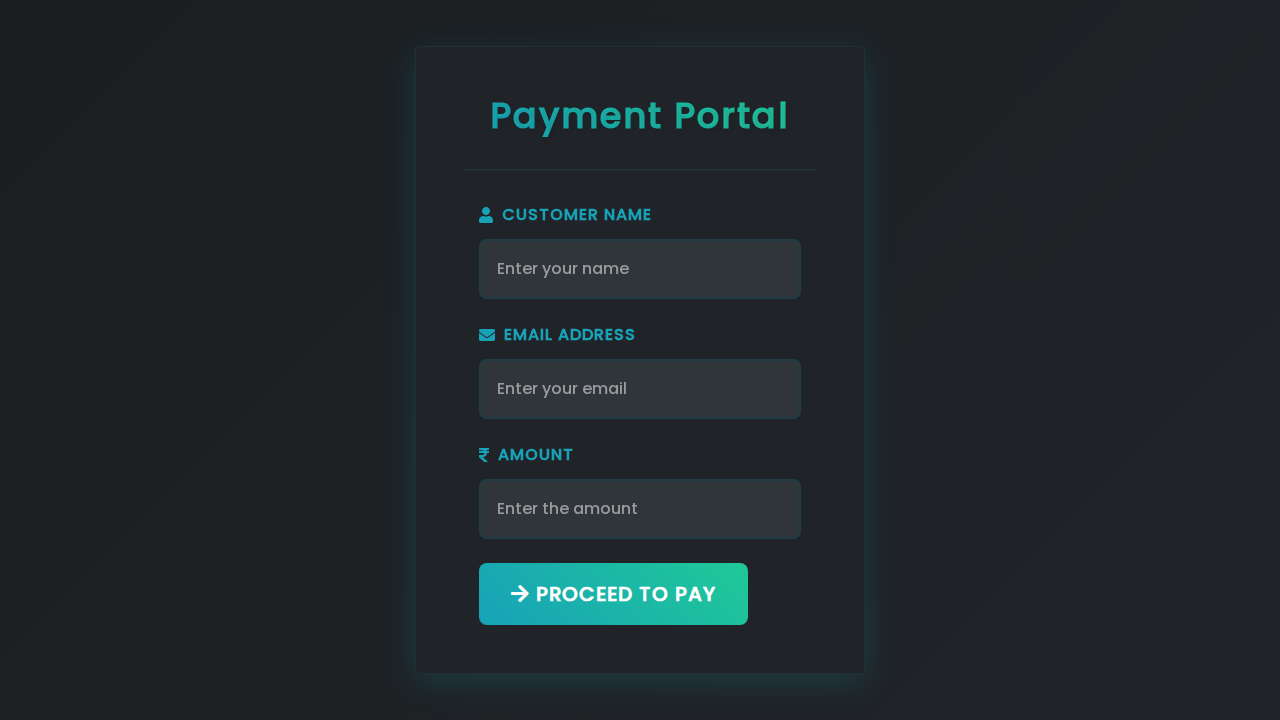 Payment Portal
CUSTOMER NAME
Enter your name
EMAIL ADDRESS
Enter your email
₹ AMOUNT
Enter the amount
PROCEED TO PAY